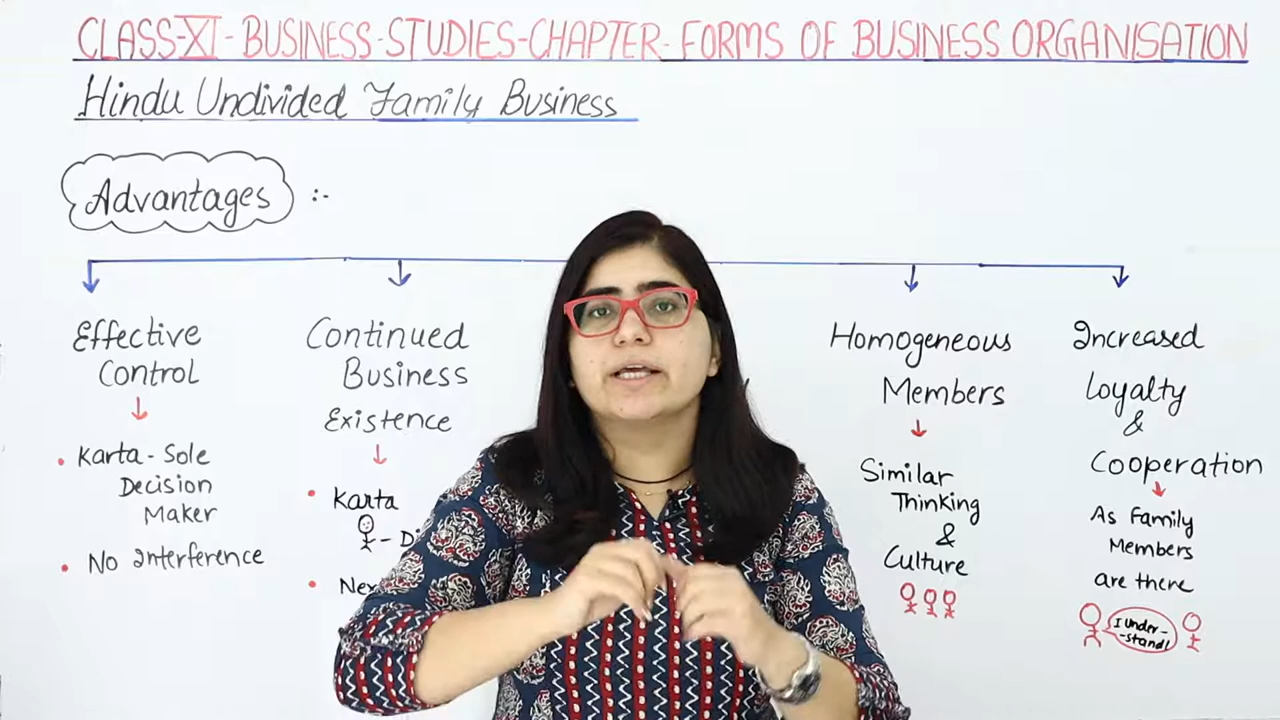 CLASS-XI-BUSINESS-STUDIES-CHAPTER-FORMS OF BUSINESS ORGANISATION
Hindu Undivided Family Business
Advantages :-
Effective
Control
• Karta - Sole
Decision
Maker
• No Interference
Continued
Business
Existence
• Karta
Homogeneous
Members
Similar
Thinking
&
Culture
Increased
Loyalty
&
Cooperation
As Family
Members
are there
I under-
-stand!